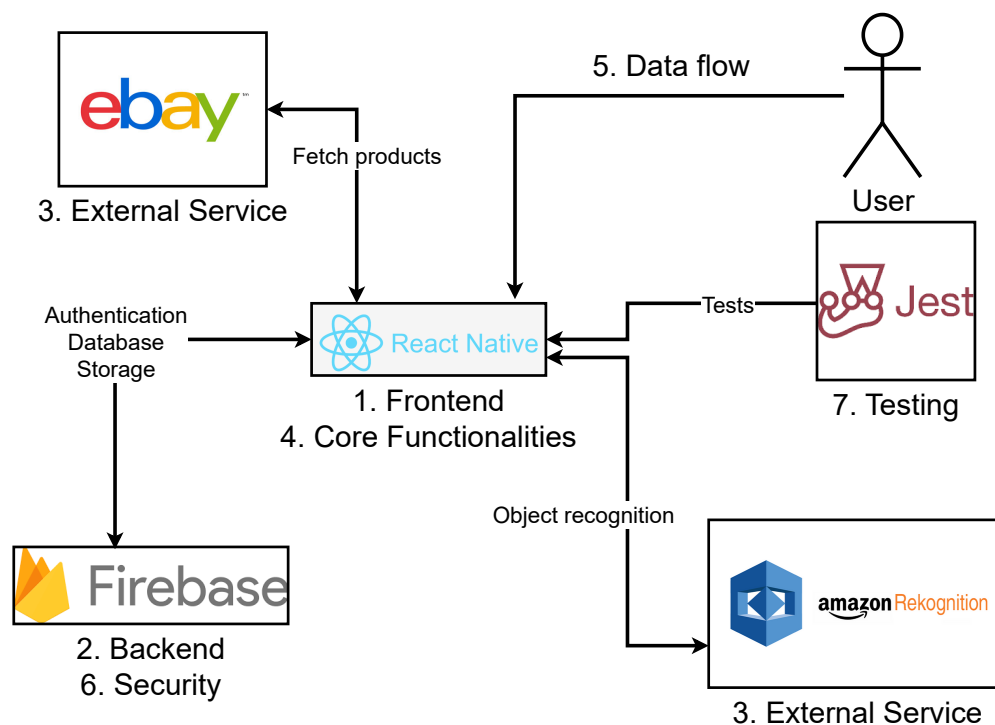 5. Data flow
ebay™
Fetch products
3. External Service
User
Jest
Tests
7. Testing
Authentication
Database
Storage
React Native
1. Frontend
4. Core Functionalities
Object recognition
Firebase
2. Backend
6. Security
amazon Rekognition
3. External Service